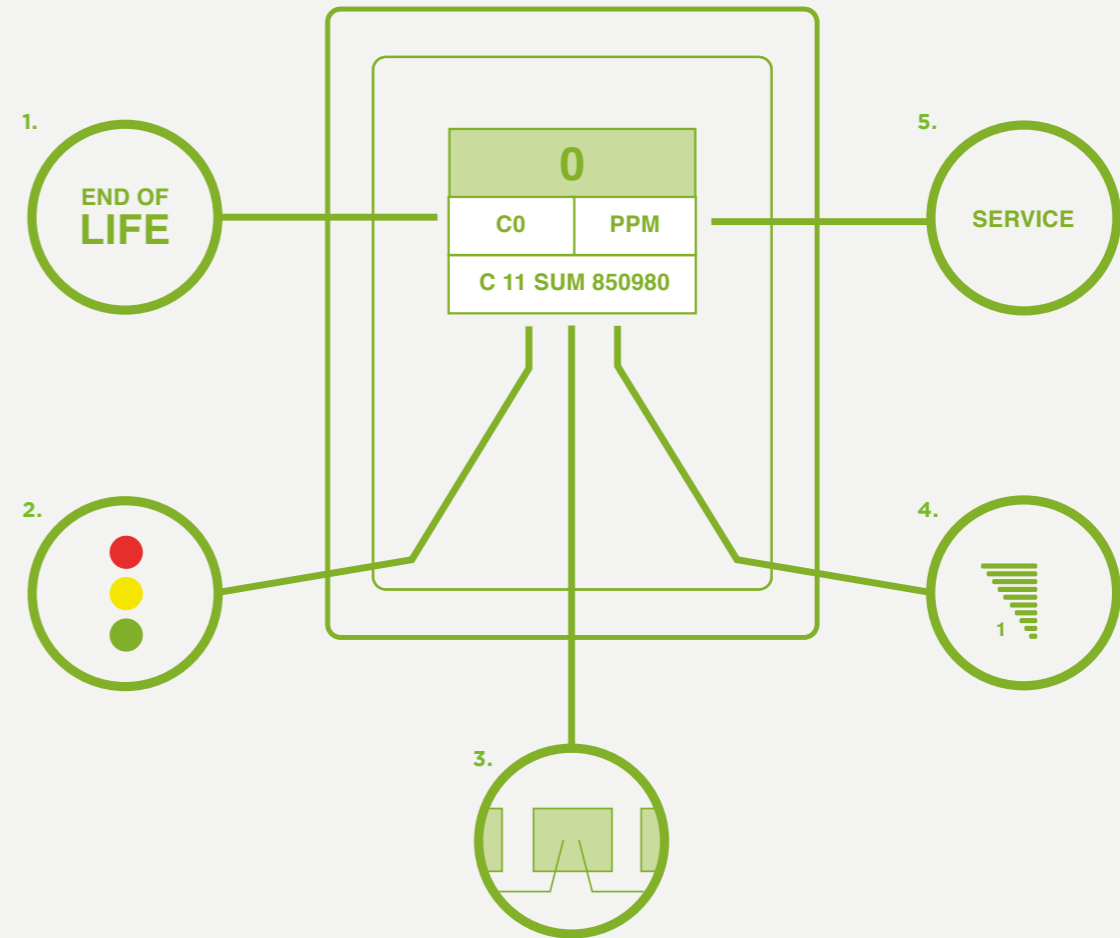 1.
END OF
LIFE
5.
SERVICE
0
C0
PPM
C 11 SUM 850980
2.
4.
1
3.